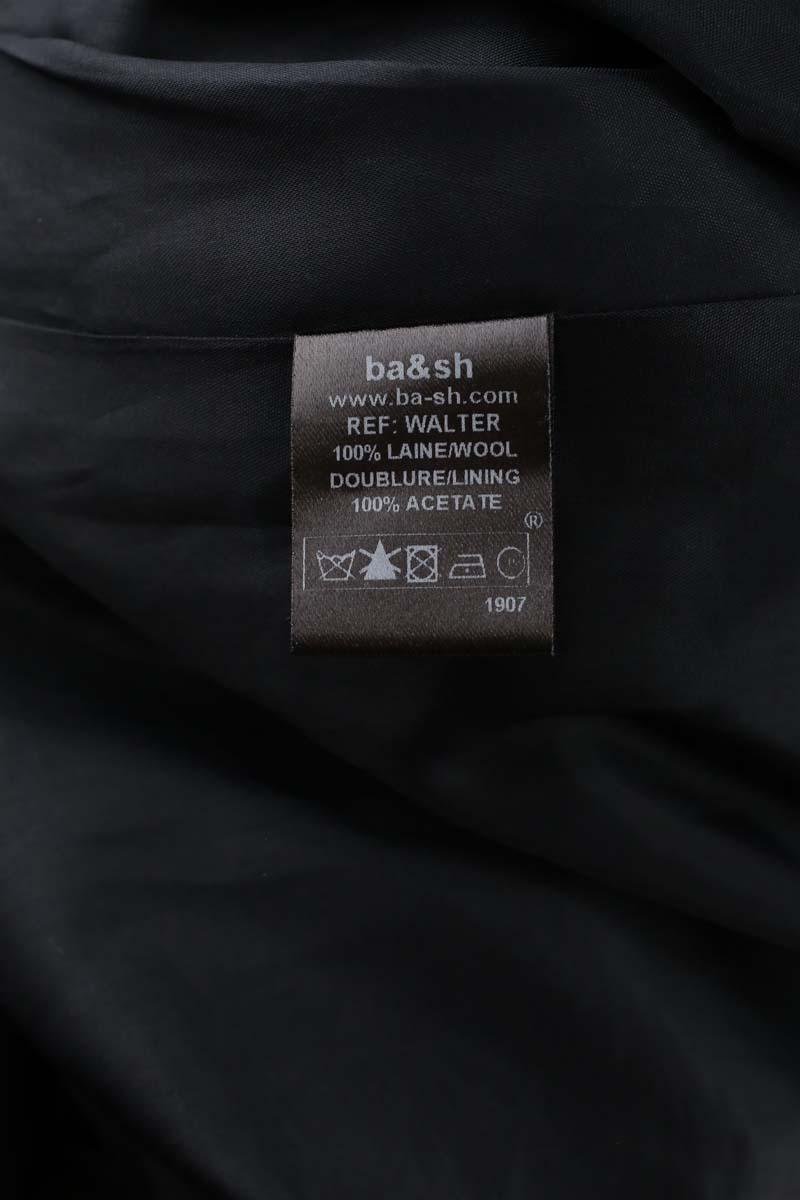 ba&sh
www.ba-sh.com
REF: WALTER
100% LAINE/WOOL
DOUBLURE/LINING
100% ACETATE
®
1907